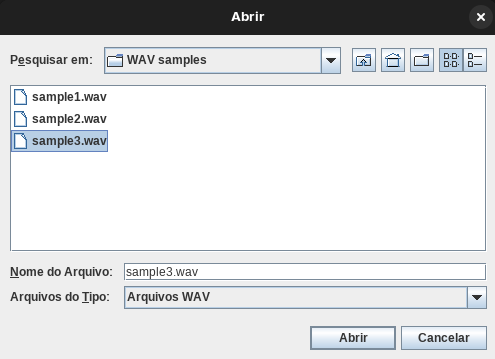 Abrir
Pesquisar em: WAV samples
sample1.wav
sample2.wav
sample3.wav
Nome do Arquivo: sample3.wav
Arquivos do Tipo: Arquivos WAV
Abrir Cancelar